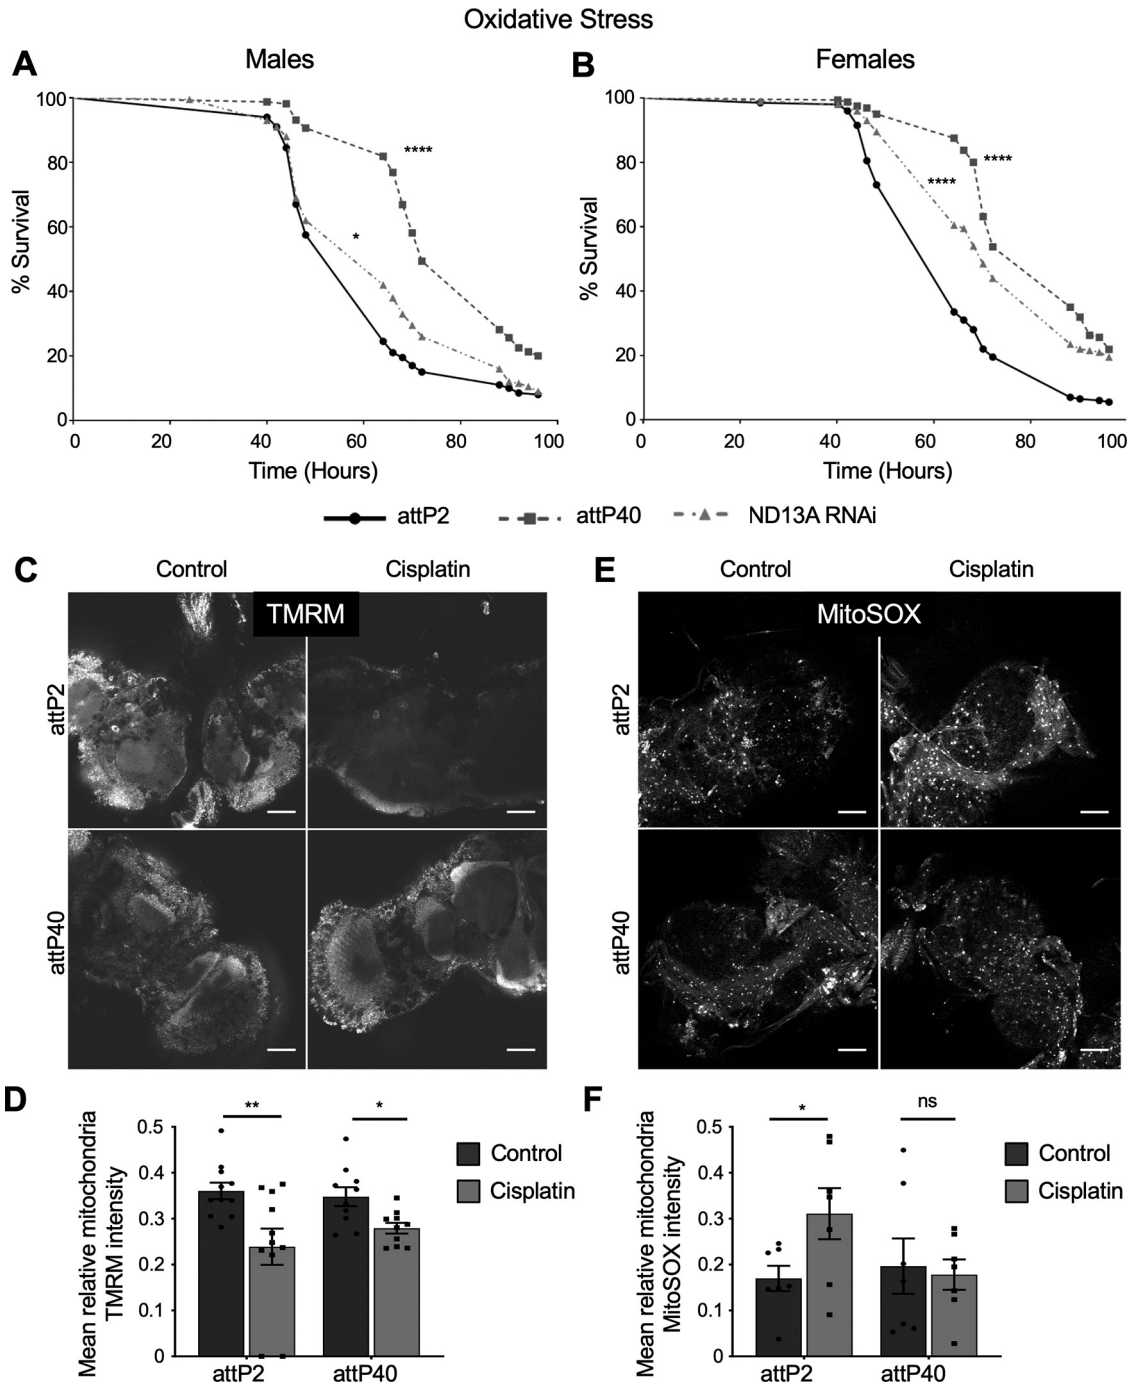 Oxidative Stress
A Males
B Females
100
80
60
40
20
0
% Survival
****
*
0 20 40 60 80 100
Time (Hours)
100
80
60
40
20
0
% Survival
****
****
0 20 40 60 80 100
Time (Hours)
attP2 attP40 ND13A RNAi
C Control Cisplatin
TMRM
attP2
attP40
E Control Cisplatin
MitoSOX
attP2
attP40
D
Mean relative mitochondria
TMRM intensity
0.5
0.4
0.3
0.2
0.1
0
** *
attP2 attP40
Control
Cisplatin
F
Mean relative mitochondria
MitoSOX intensity
0.5
0.4
0.3
0.2
0.1
0
* ns
attP2 attP40
Control
Cisplatin